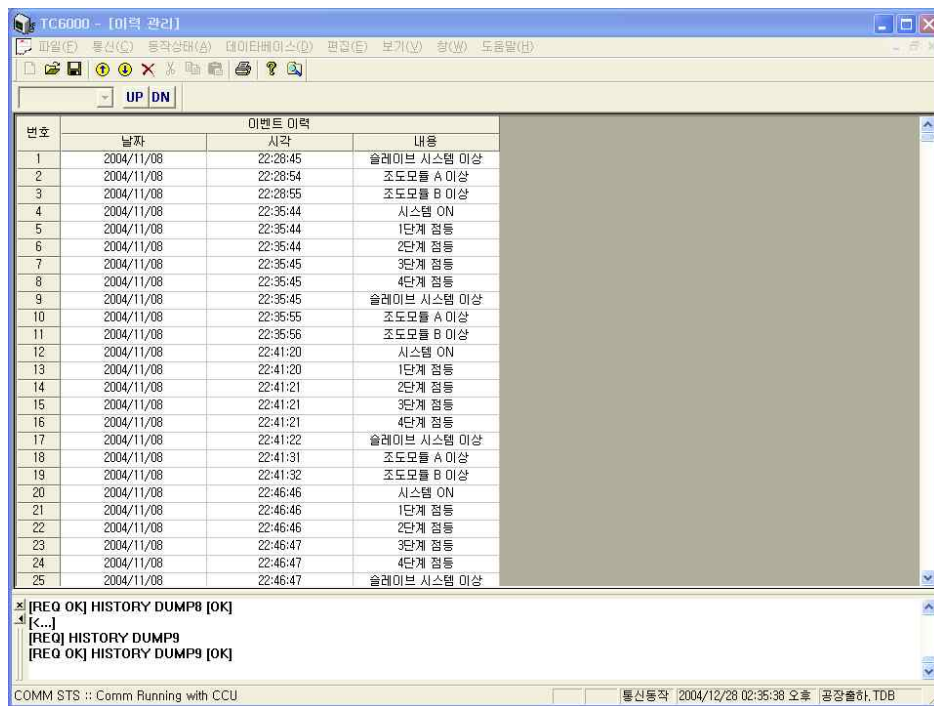 TC6000 - [이력 관리]
파일(F) 통신(C) 동작상태(A) 데이터베이스(D) 편집(E) 보기(V) 창(W) 도움말(H)
UP DN
번호 이벤트 이력
날짜 시각 내용
1 2004/11/08 22:28:45 슬레이브 시스템 이상
2 2004/11/08 22:28:54 조도모듈 A 이상
3 2004/11/08 22:28:55 조도모듈 B 이상
4 2004/11/08 22:35:44 시스템 ON
5 2004/11/08 22:35:44 1단계 점등
6 2004/11/08 22:35:44 2단계 점등
7 2004/11/08 22:35:45 3단계 점등
8 2004/11/08 22:35:45 4단계 점등
9 2004/11/08 22:35:45 슬레이브 시스템 이상
10 2004/11/08 22:35:55 조도모듈 A 이상
11 2004/11/08 22:35:56 조도모듈 B 이상
12 2004/11/08 22:41:20 시스템 ON
13 2004/11/08 22:41:20 1단계 점등
14 2004/11/08 22:41:21 2단계 점등
15 2004/11/08 22:41:21 3단계 점등
16 2004/11/08 22:41:21 4단계 점등
17 2004/11/08 22:41:22 슬레이브 시스템 이상
18 2004/11/08 22:41:31 조도모듈 A 이상
19 2004/11/08 22:41:32 조도모듈 B 이상
20 2004/11/08 22:46:46 시스템 ON
21 2004/11/08 22:46:46 1단계 점등
22 2004/11/08 22:46:46 2단계 점등
23 2004/11/08 22:46:47 3단계 점등
24 2004/11/08 22:46:47 4단계 점등
25 2004/11/08 22:46:47 슬레이브 시스템 이상
[REQ OK] HISTORY DUMP8 [OK]
[<...]
[REQ] HISTORY DUMP9
[REQ OK] HISTORY DUMP9 [OK]
COMM STS :: Comm Running with CCU 통신동작 2004/12/28 02:35:38 오후 공장출하.TDB